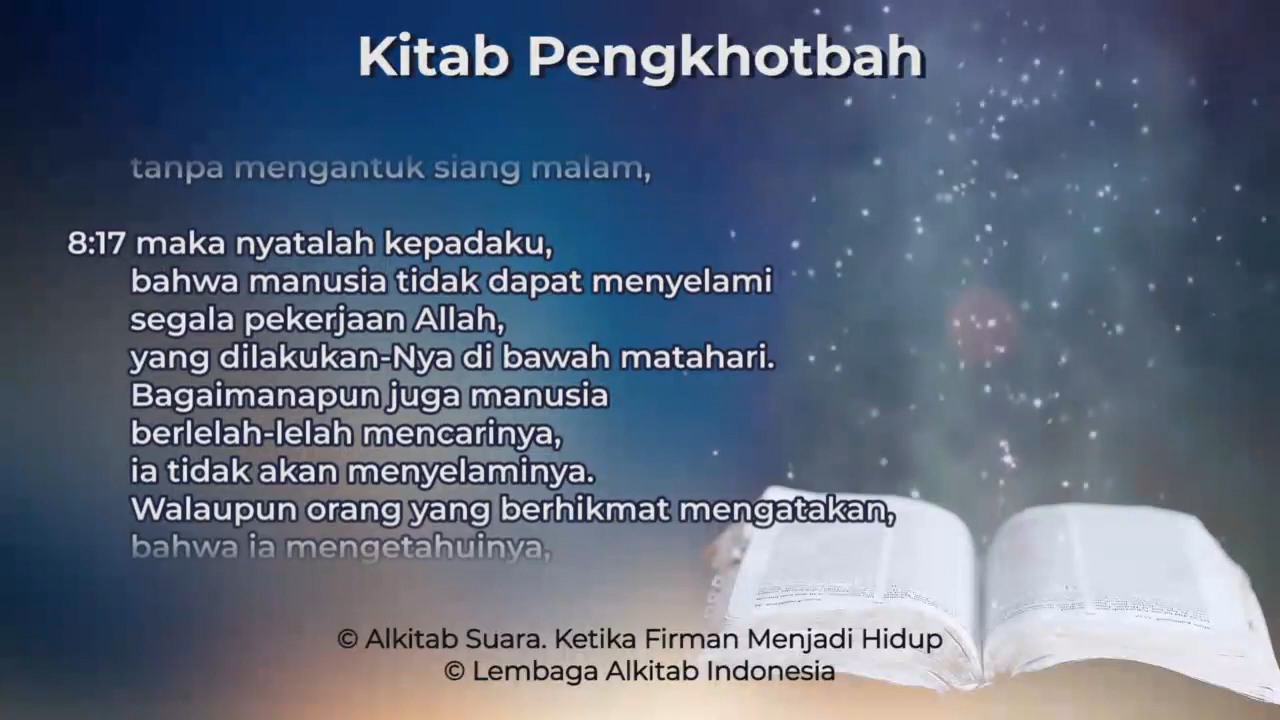 Kitab Pengkhotbah
tanpa mengantuk siang malam,
8:17 maka nyatalah kepadaku,
bahwa manusia tidak dapat menyelami
segala pekerjaan Allah,
yang dilakukan-Nya di bawah matahari.
Bagaimanapun juga manusia
berlelah-lelah mencarinya,
ia tidak akan menyelaminya.
Walaupun orang yang berhikmat mengatakan,
bahwa ia mengetahuinya,
© Alkitab Suara. Ketika Firman Menjadi Hidup
© Lembaga Alkitab Indonesia